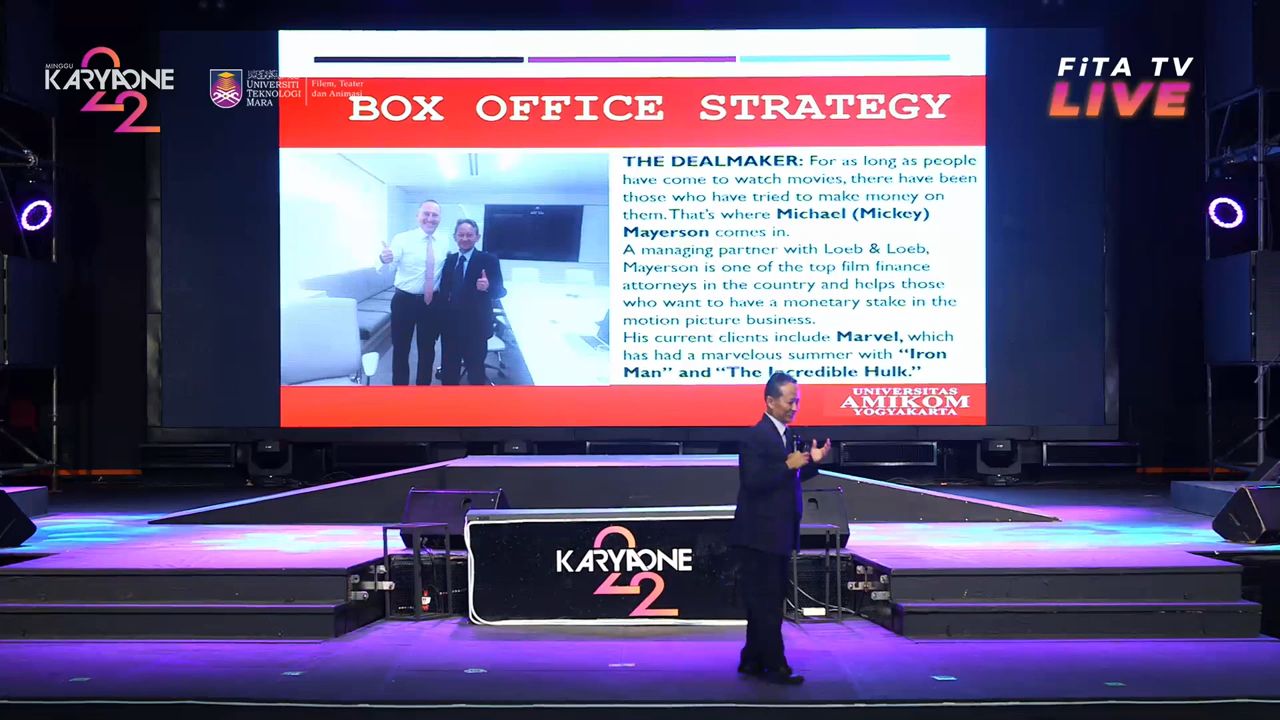 MINGGU
KARYAONE
22
UNIVERSITI
TEKNOLOGI
MARA
Filem, Teater
dan Animasi
FiTA TV
LIVE
BOX OFFICE STRATEGY
THE DEALMAKER: For as long as people
have come to watch movies, there have been
those who have tried to make money on
them. That's where Michael (Mickey)
Mayerson comes in.
A managing partner with Loeb & Loeb,
Mayerson is one of the top film finance
attorneys in the country and helps those
who want to have a monetary stake in the
motion picture business.
His current clients include Marvel, which
has had a marvelous summer with "Iron
Man" and "The Incredible Hulk."
UNIVERSITAS
AMIKOM
YOGYAKARTA
KARYAONE
22